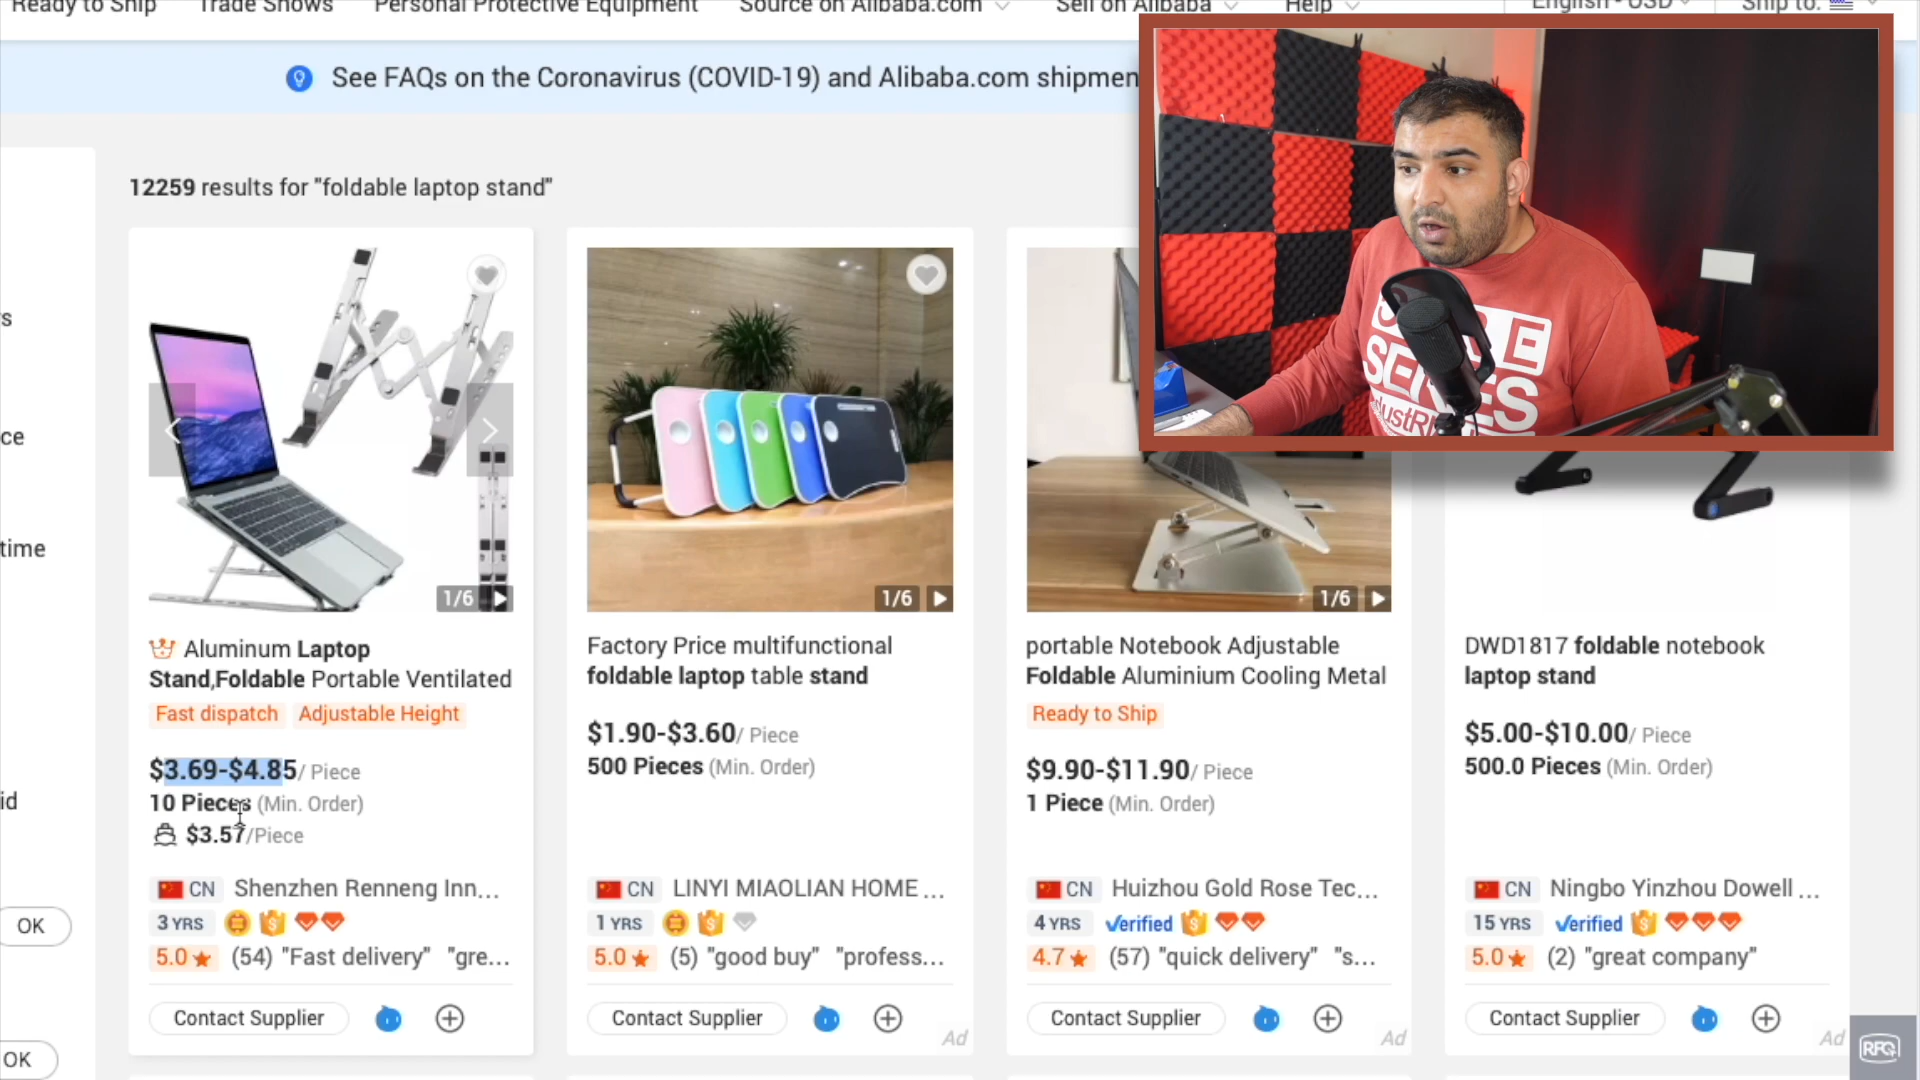 Ready to Ship Trade Shows Personal Protective Equipment Source on Alibaba.com Sell on Alibaba Help English - USD Ship to:
See FAQs on the Coronavirus (COVID-19) and Alibaba.com shipmen
12259 results for "foldable laptop stand"
s
ce
time
id
OK
OK
1/6
Aluminum Laptop
Stand,Foldable Portable Ventilated
Fast dispatch Adjustable Height
$3.69-$4.85/ Piece
10 Pieces (Min. Order)
$3.57/Piece
CN Shenzhen Renneng Inn...
3 YRS
5.0 (54) "Fast delivery" "gre...
Contact Supplier
1/6
Factory Price multifunctional
foldable laptop table stand
$1.90-$3.60/ Piece
500 Pieces (Min. Order)
CN LINYI MIAOLIAN HOME ...
1 YRS
5.0 (5) "good buy" "profess...
Contact Supplier
Ad
1/6
portable Notebook Adjustable
Foldable Aluminium Cooling Metal
Ready to Ship
$9.90-$11.90/ Piece
1 Piece (Min. Order)
CN Huizhou Gold Rose Tec...
4 YRS Verified
4.7 (57) "quick delivery" "s...
Contact Supplier
Ad
DWD1817 foldable notebook
laptop stand
$5.00-$10.00/ Piece
500.0 Pieces (Min. Order)
CN Ningbo Yinzhou Dowell ...
15 YRS Verified
5.0 (2) "great company"
Contact Supplier
Ad
RFQ